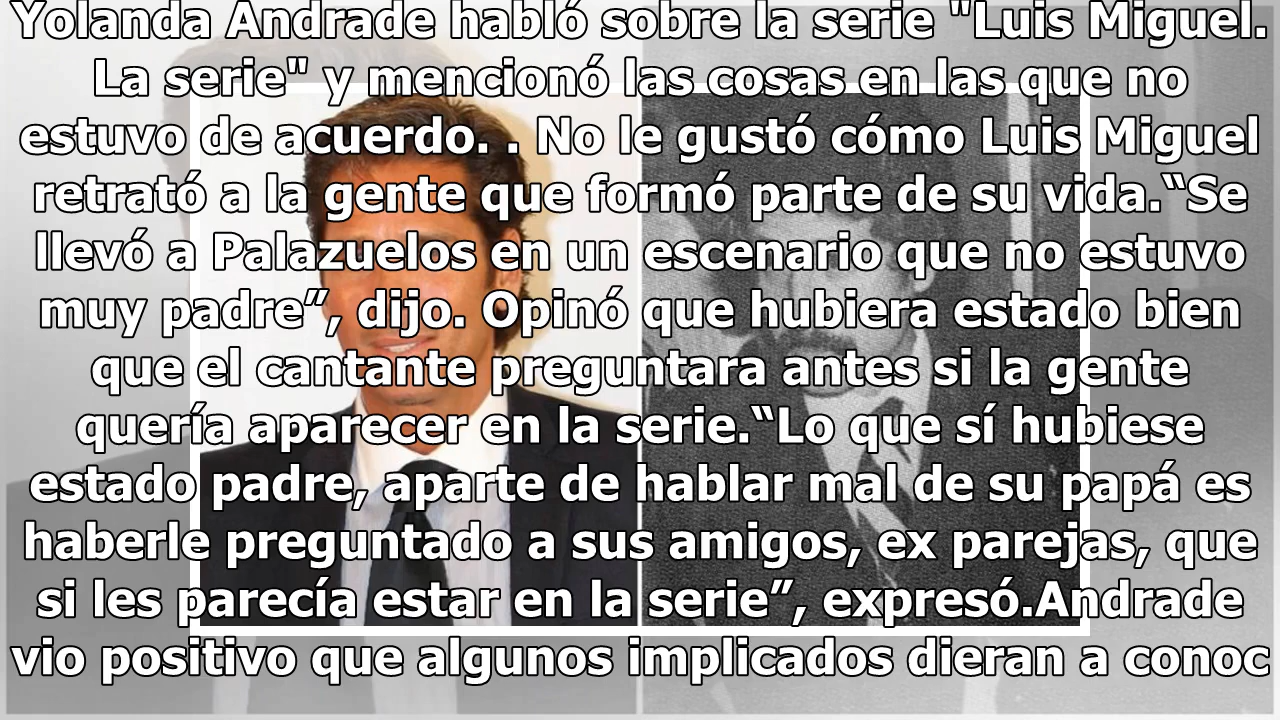 Yolanda Andrade habló sobre la serie "Luis Miguel.
La serie" y mencionó las cosas en las que no
estuvo de acuerdo. . No le gustó cómo Luis Miguel
retrató a la gente que formó parte de su vida.“Se
llevó a Palazuelos en un escenario que no estuvo
muy padre”, dijo. Opinó que hubiera estado bien
que el cantante preguntara antes si la gente
quería aparecer en la serie.“Lo que sí hubiese
estado padre, aparte de hablar mal de su papá es
haberle preguntado a sus amigos, ex parejas, que
si les parecía estar en la serie”, expresó.Andrade
vio positivo que algunos implicados dieran a conoc